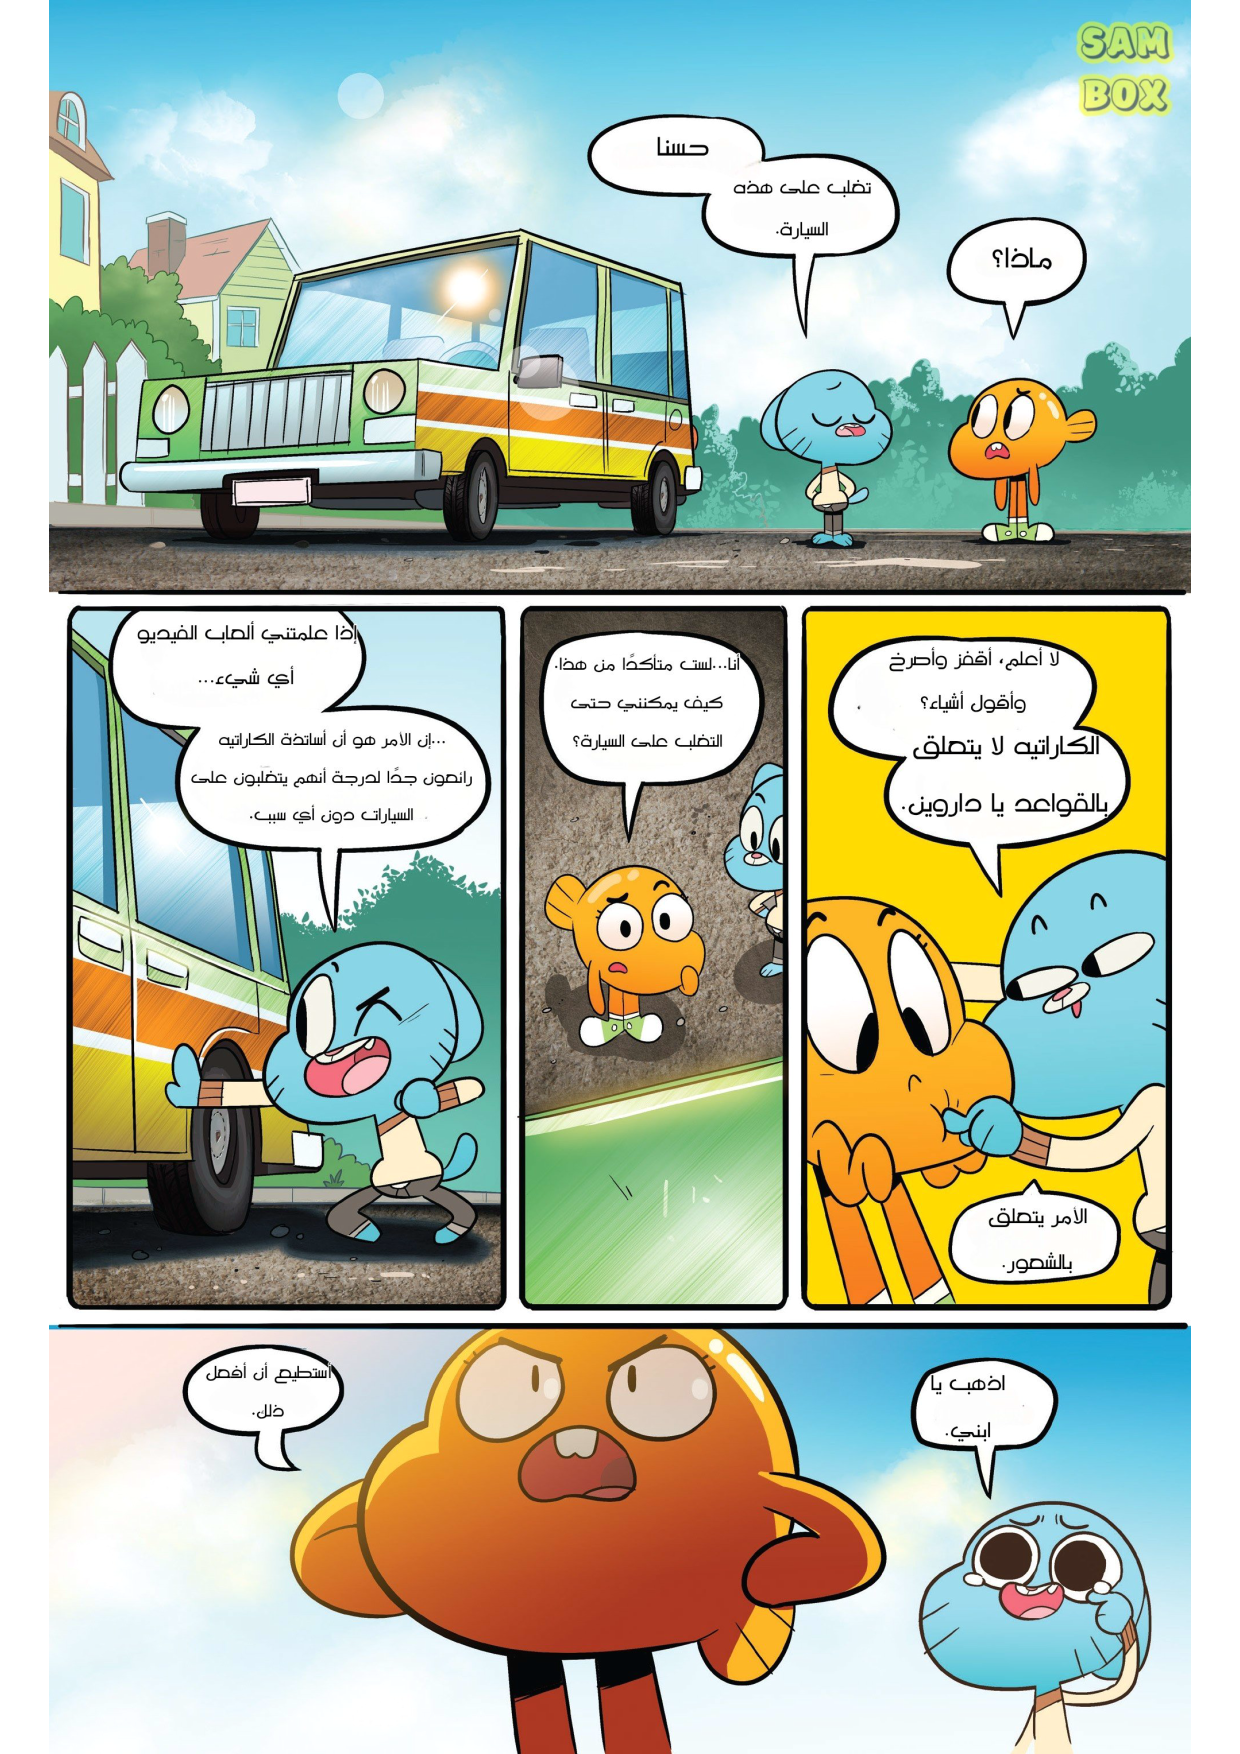 حسنا
تغلب على هذه
السيارة.
ماذا؟
إذا علمتني ألعاب الفيديو
أي شيء...
...إن الأمر هو أن أساتذة الكاراتيه
رائعون جدًا لدرجة أنهم يتغلبون على
السيارات دون أي سبب.
أنا...لست متأكدًا من هذا.
كيف يمكنني حتى
التغلب على السيارة؟
لا أعلم، أقفز وأصرخ
وأقول أشياء؟
الكاراتيه لا يتعلق
بالقواعد يا داروين.
الأمر يتعلق
بالشعور.
أستطيع أن أفعل
ذلك.
اذهب يا
ابني.
SAM
BOX